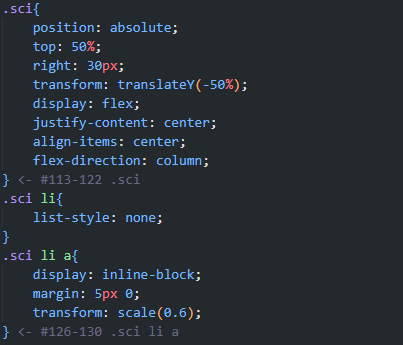 .sci{
    position: absolute;
    top: 50%;
    right: 30px;
    transform: translateY(-50%);
    display: flex;
    justify-content: center;
    align-items: center;
    flex-direction: column;
} <- #113-122 .sci
.sci li{
    list-style: none;
}
.sci li a{
    display: inline-block;
    margin: 5px 0;
    transform: scale(0.6);
} <- #126-130 .sci li a